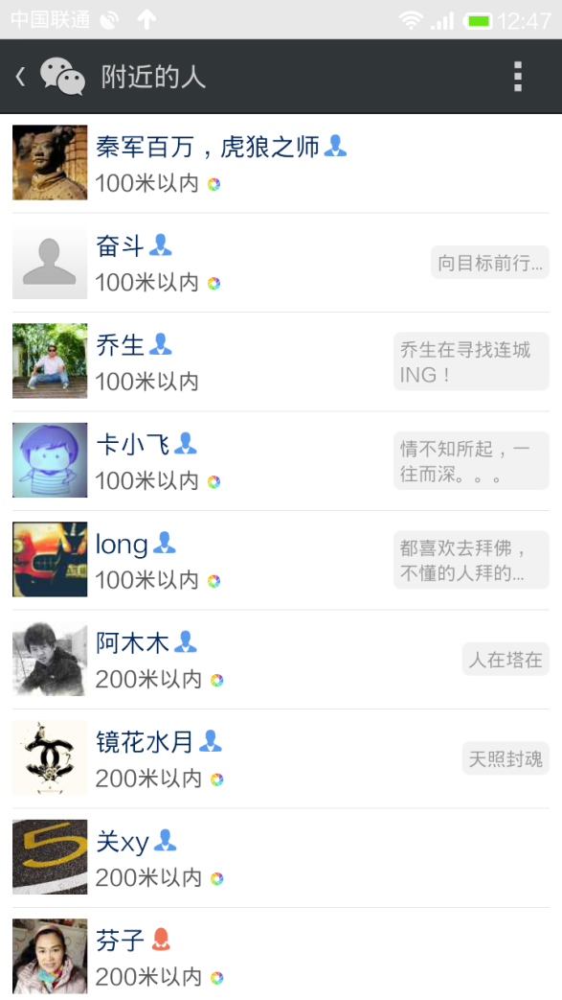 中国联通 12:47
附近的人
秦军百万，虎狼之师
100米以内
奋斗
100米以内
向目标前行...
乔生
100米以内
乔生在寻找连城
ING！
卡小飞
100米以内
情不知所起，一
往而深。。。
long
100米以内
都喜欢去拜佛，
不懂的人拜的...
阿木木
200米以内
人在塔在
镜花水月
200米以内
天照封魂
关xy
200米以内
5
芬子
200米以内